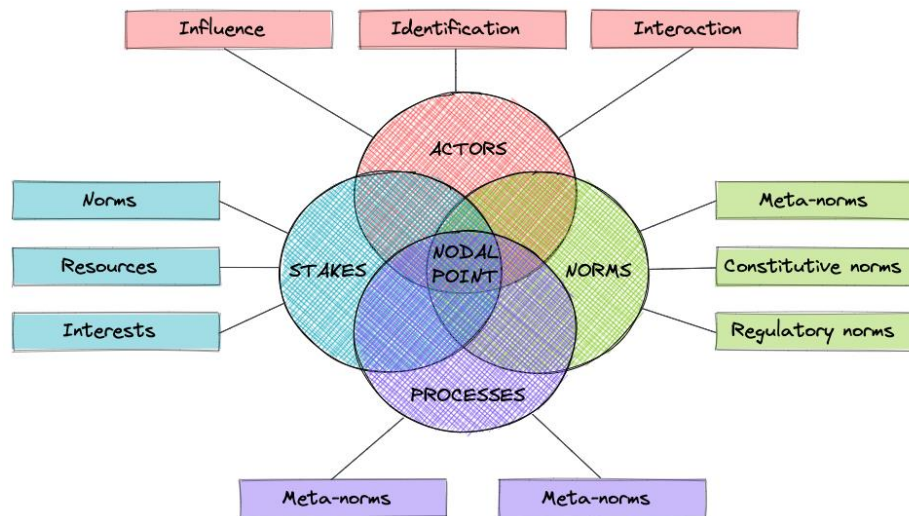 Influence
Identification
Interaction
ACTORS
Norms
Resources
Interests
STAKES
NODAL
POINT
NORMS
Meta-norms
Constitutive norms
Regulatory norms
PROCESSES
Meta-norms
Meta-norms